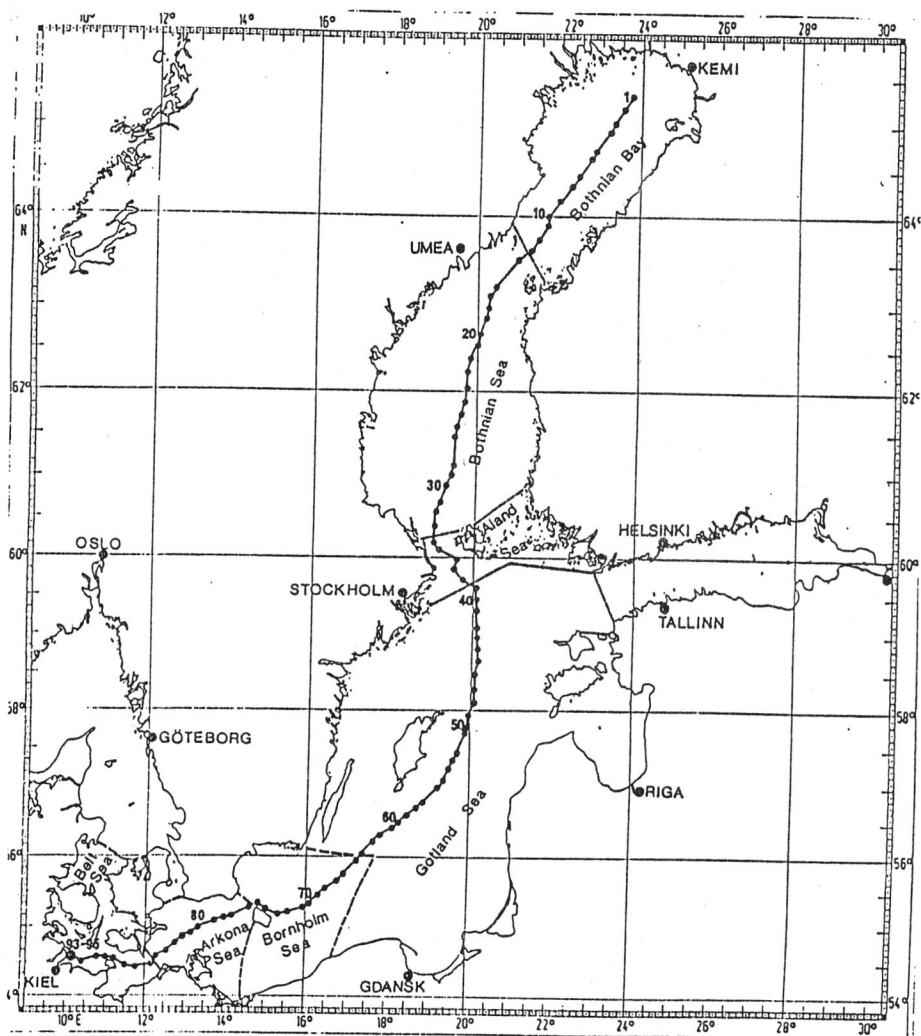 10° 12° 14° 16° 18° 20° 22° 24° 26° 28° 30°
KEMI
1
Bothnian Bay
10
64°
N
64°
UMEA
20
Bothnian Sea
62°
62°
30
Åland
Sea
HELSINKI
OSLO
60°
60°
STOCKHOLM
40
TALLINN
58°
50
58°
GÖTEBORG
RIGA
60
Gotland Sea
56°
56°
Belt
Sea
70
80
Arkona
Sea
Bornholm
Sea
93-95
KIEL
GDANSK
54°
54°
10°E 12° 14° 16° 18° 20° 22° 24° 26° 28° 30°